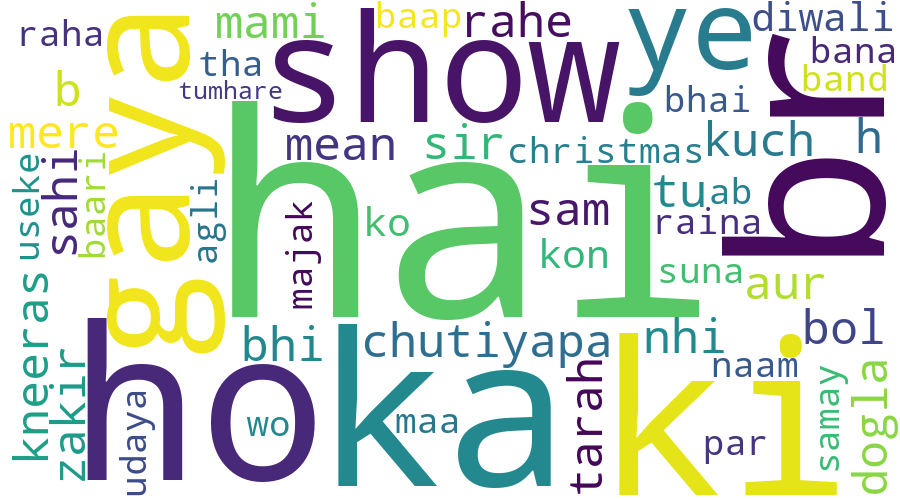 raha
gaya
mami
baap
rahe
show
ye
diwali
bana
band
br
tha
tumhare
b
bhai
mere
mean
sir
christmas
kuch
h
hai
useke
sahi
baari
agli
majak
ko
sam
kon
tu
ab
raina
suna
aur
kneeras
zakir
ho
bhi
ka
chutiyapa
ki
nhi
bol
naam
udaya
wo
maa
tarah
par
samay
dogla